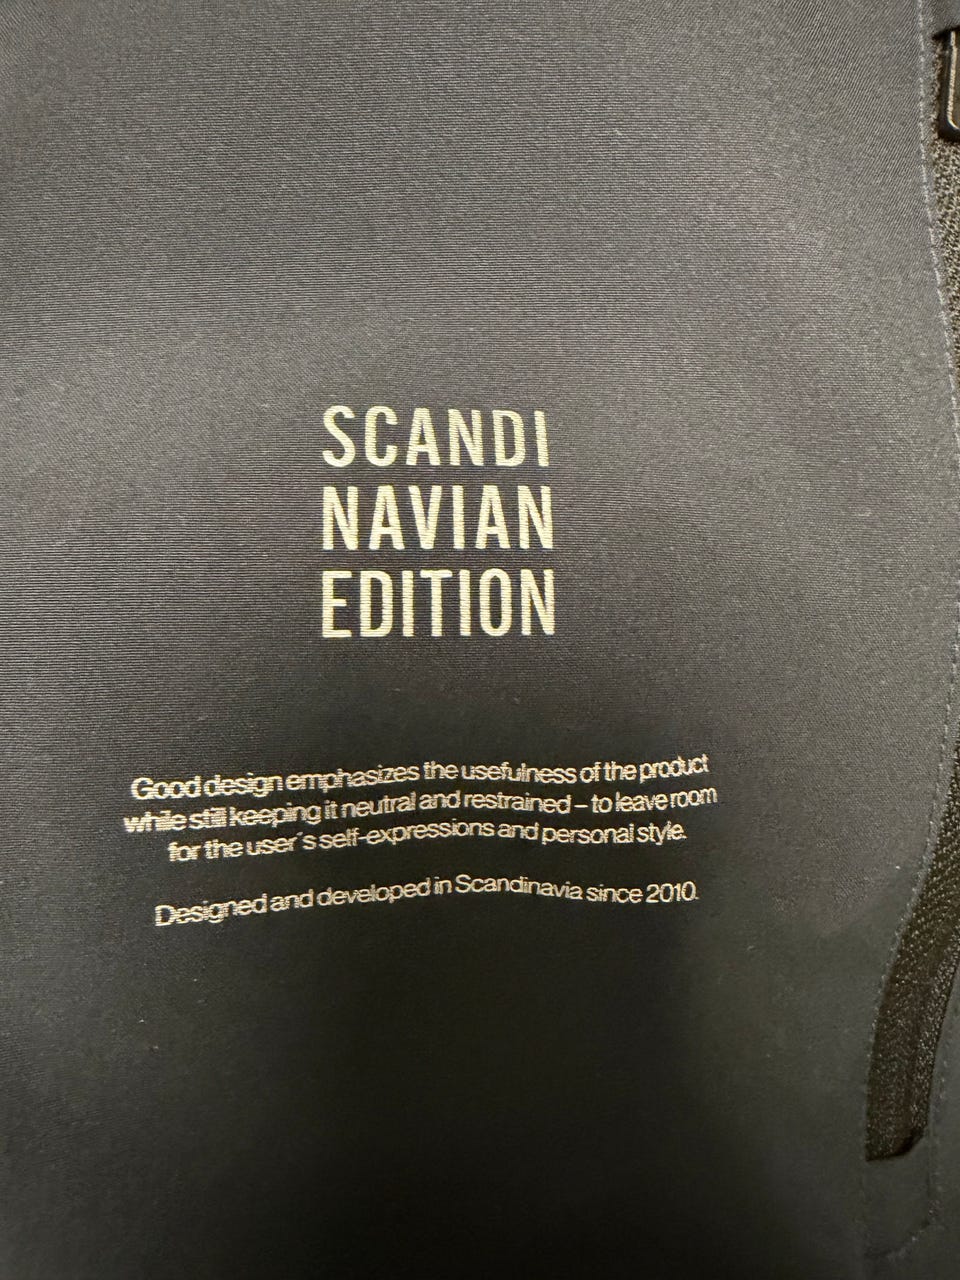 SCANDI
NAVIAN
EDITION
Good design emphasizes the usefulness of the product
while still keeping it neutral and restrained – to leave room
for the user´s self-expressions and personal style.
Designed and developed in Scandinavia since 2010.